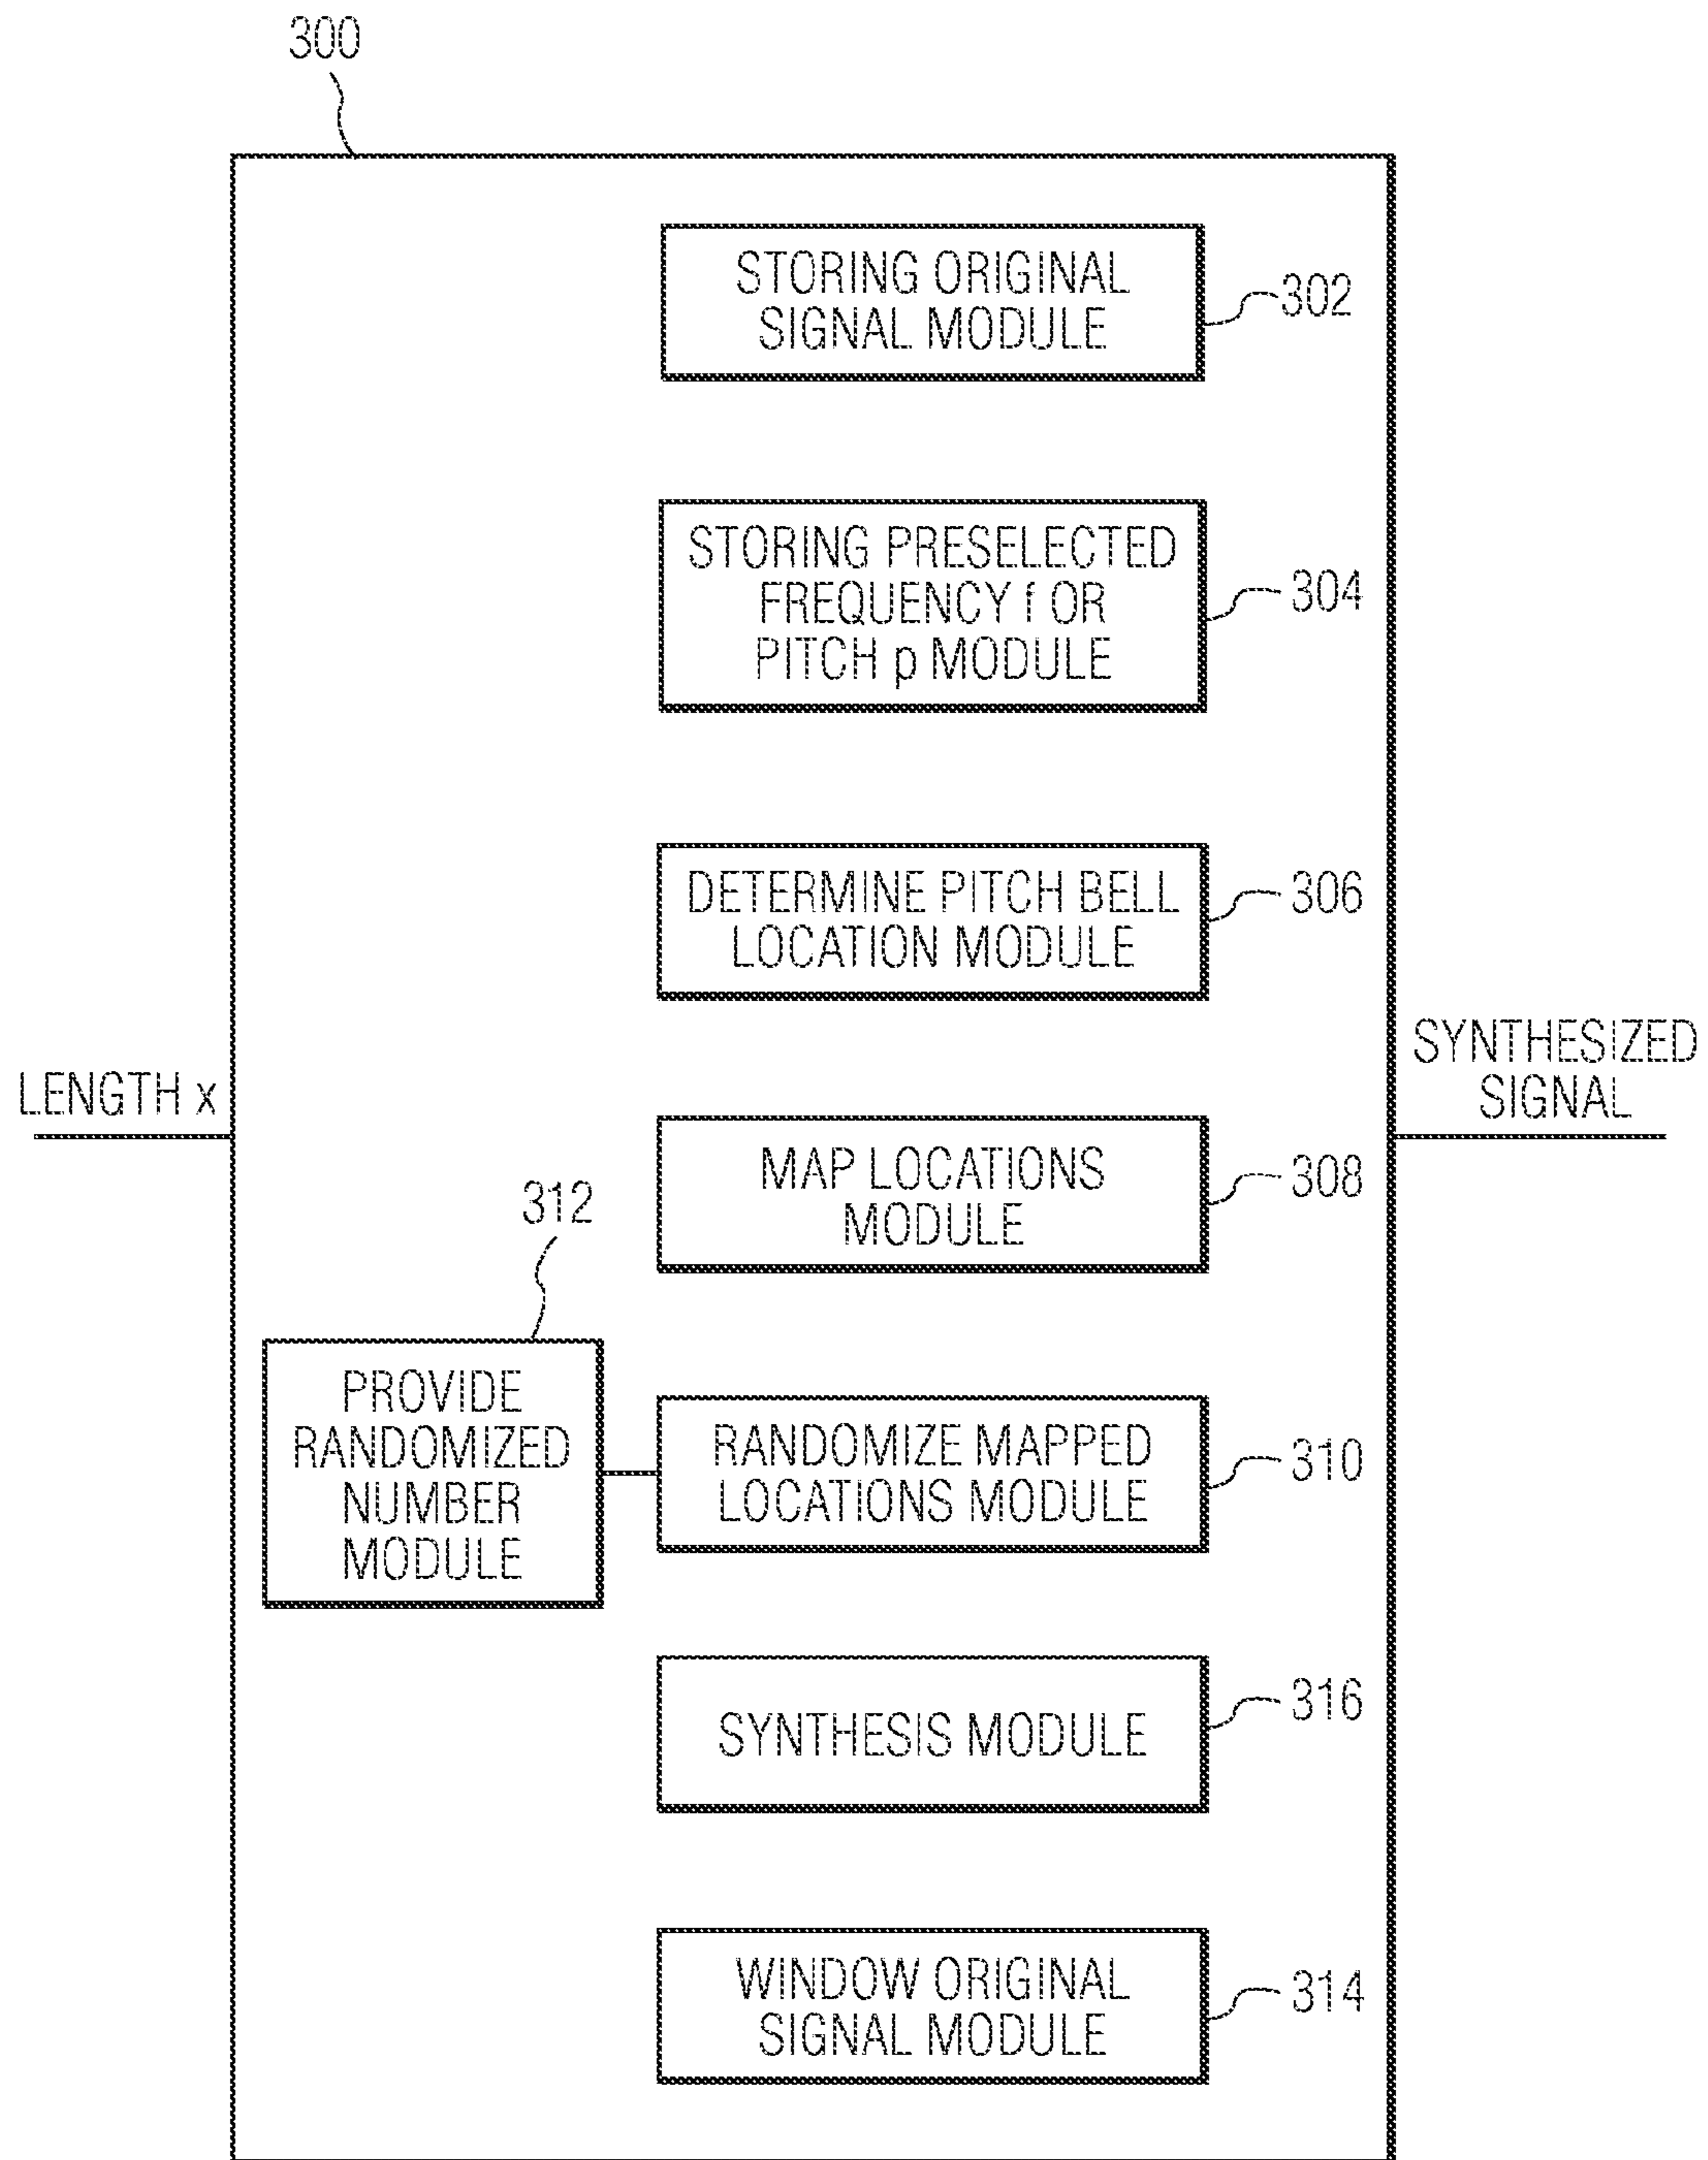 300
STORING ORIGINAL
SIGNAL MODULE
302
STORING PRESELECTED
FREQUENCY f OR
PITCH p MODULE
304
DETERMINE PITCH BELL
LOCATION MODULE
306
LENGTH x
SYNTHESIZED
SIGNAL
MAP LOCATIONS
MODULE
308
312
PROVIDE
RANDOMIZED
NUMBER
MODULE
RANDOMIZE MAPPED
LOCATIONS MODULE
310
SYNTHESIS MODULE
316
WINDOW ORIGINAL
SIGNAL MODULE
314